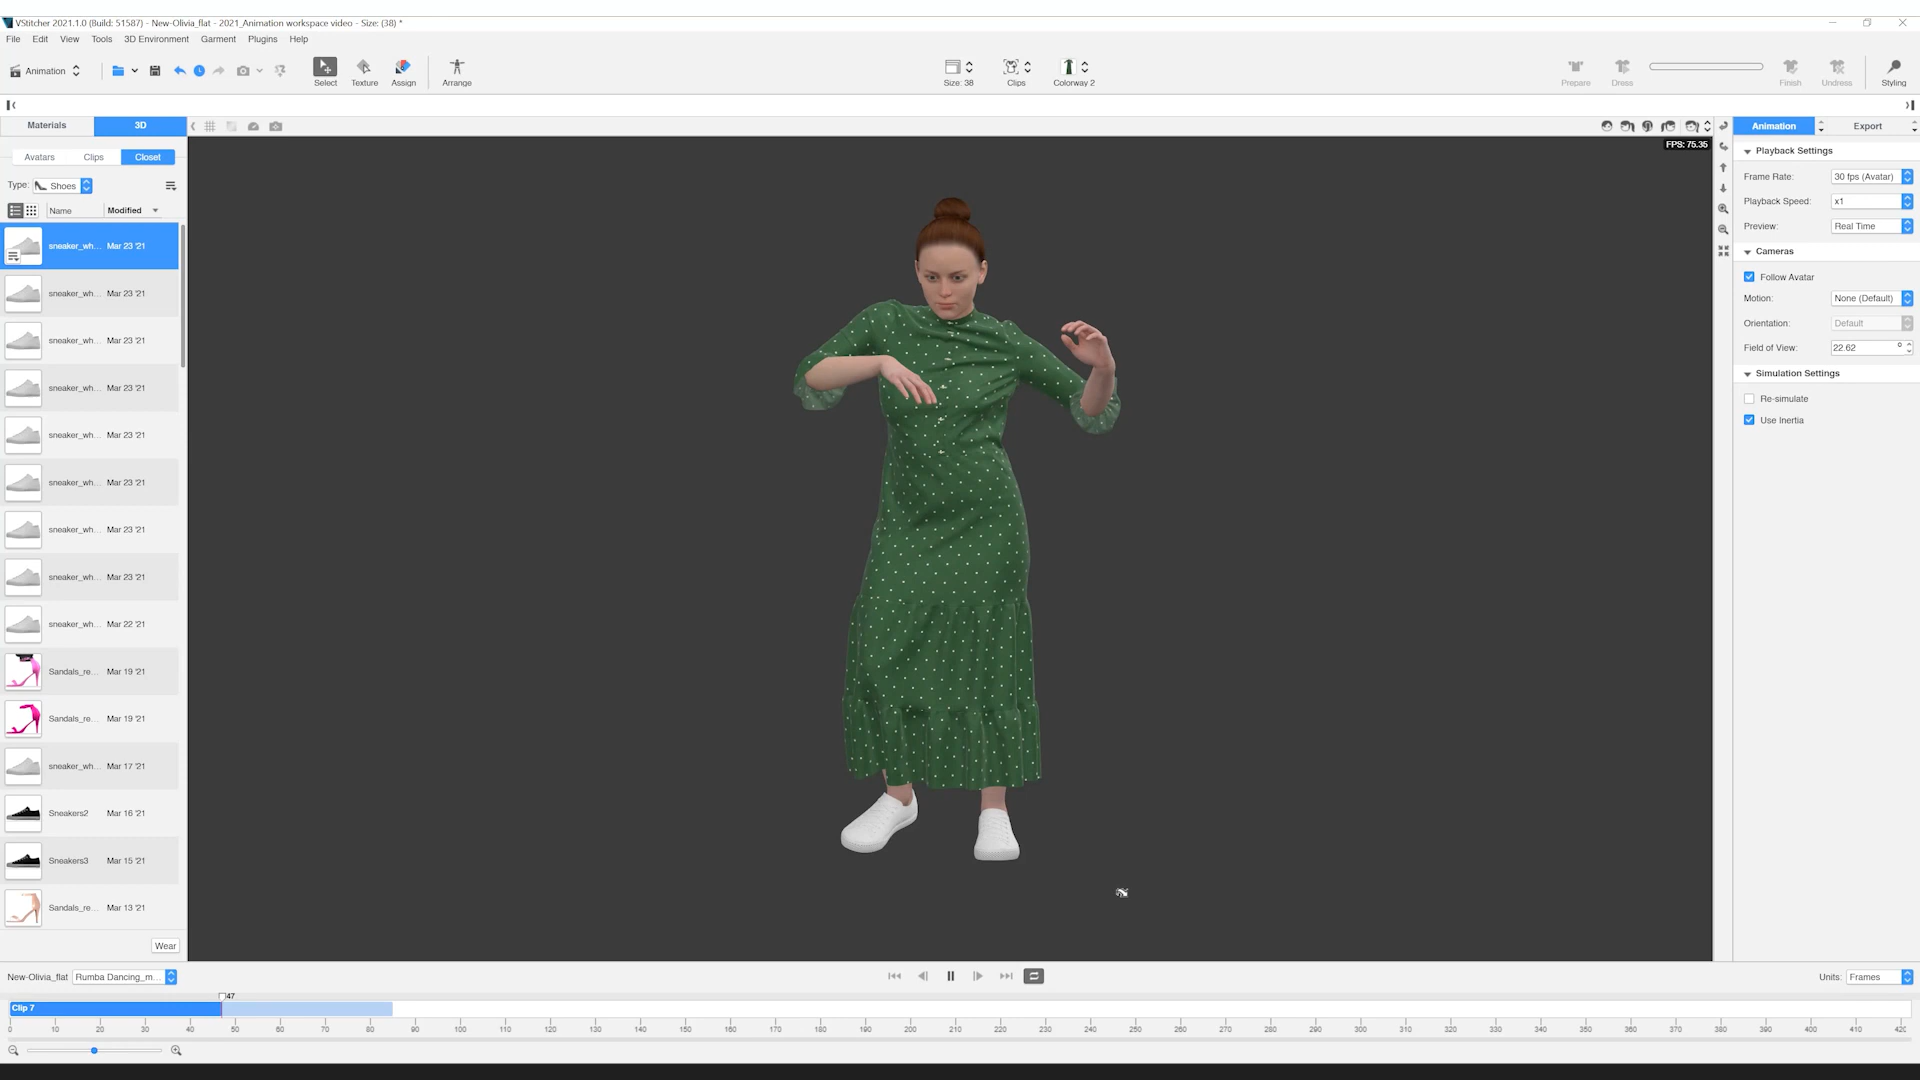 VStitcher 2021.1.0 (Build: 51587) - New-Olivia_flat - 2021_Animation workspace video - Size: (38) *
File Edit View Tools 3D Environment Garment Plugins Help
Animation
Select Texture Assign Arrange
Size: 38 Clips Colorway 2
Prepare Dress Finish Undress Styling
Materials 3D
Avatars Clips Closet
Type: Shoes
Name Modified
sneaker_wh... Mar 23 '21
sneaker_wh... Mar 23 '21
sneaker_wh... Mar 23 '21
sneaker_wh... Mar 23 '21
sneaker_wh... Mar 23 '21
sneaker_wh... Mar 23 '21
sneaker_wh... Mar 23 '21
sneaker_wh... Mar 23 '21
sneaker_wh... Mar 22 '21
Sandals_re... Mar 19 '21
Sandals_re... Mar 19 '21
sneaker_wh... Mar 17 '21
Sneakers2 Mar 16 '21
Sneakers3 Mar 15 '21
Sandals_re... Mar 13 '21
Wear
FPS: 75.35
Animation Export
Playback Settings
Frame Rate: 30 fps (Avatar)
Playback Speed: x1
Preview: Real Time
Cameras
Follow Avatar
Motion: None (Default)
Orientation: Default
Field of View: 22.62 °
Simulation Settings
Re-simulate
Use Inertia
New-Olivia_flat Rumba Dancing_m...
Units: Frames
47
Clip 7
0 10 20 30 40 50 60 70 80 90 100 110 120 130 140 150 160 170 180 190 200 210 220 230 240 250 260 270 280 290 300 310 320 330 340 350 360 370 380 390 400 410 420